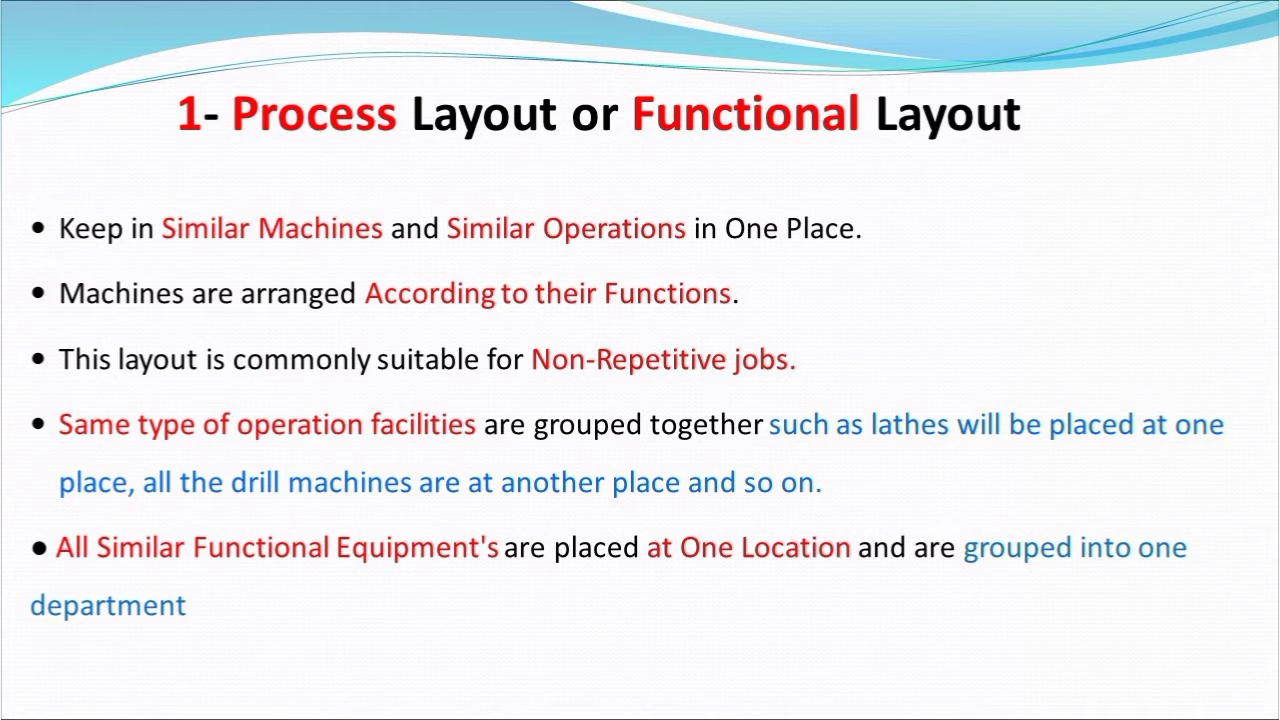 1- Process Layout or Functional Layout
• Keep in Similar Machines and Similar Operations in One Place.
• Machines are arranged According to their Functions.
• This layout is commonly suitable for Non-Repetitive jobs.
• Same type of operation facilities are grouped together such as lathes will be placed at one
place, all the drill machines are at another place and so on.
● All Similar Functional Equipment's are placed at One Location and are grouped into one
department